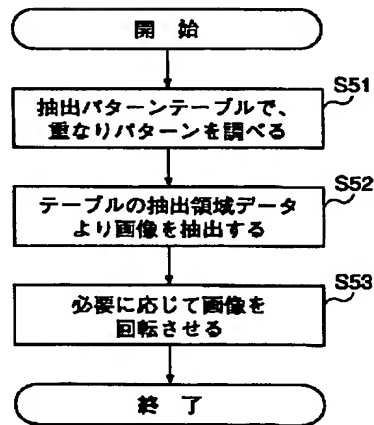 開 始
S51
抽出パターンテーブルで、
重なりパターンを調べる
S52
テーブルの抽出領域データ
より画像を抽出する
S53
必要に応じて画像を
回転させる
終 了